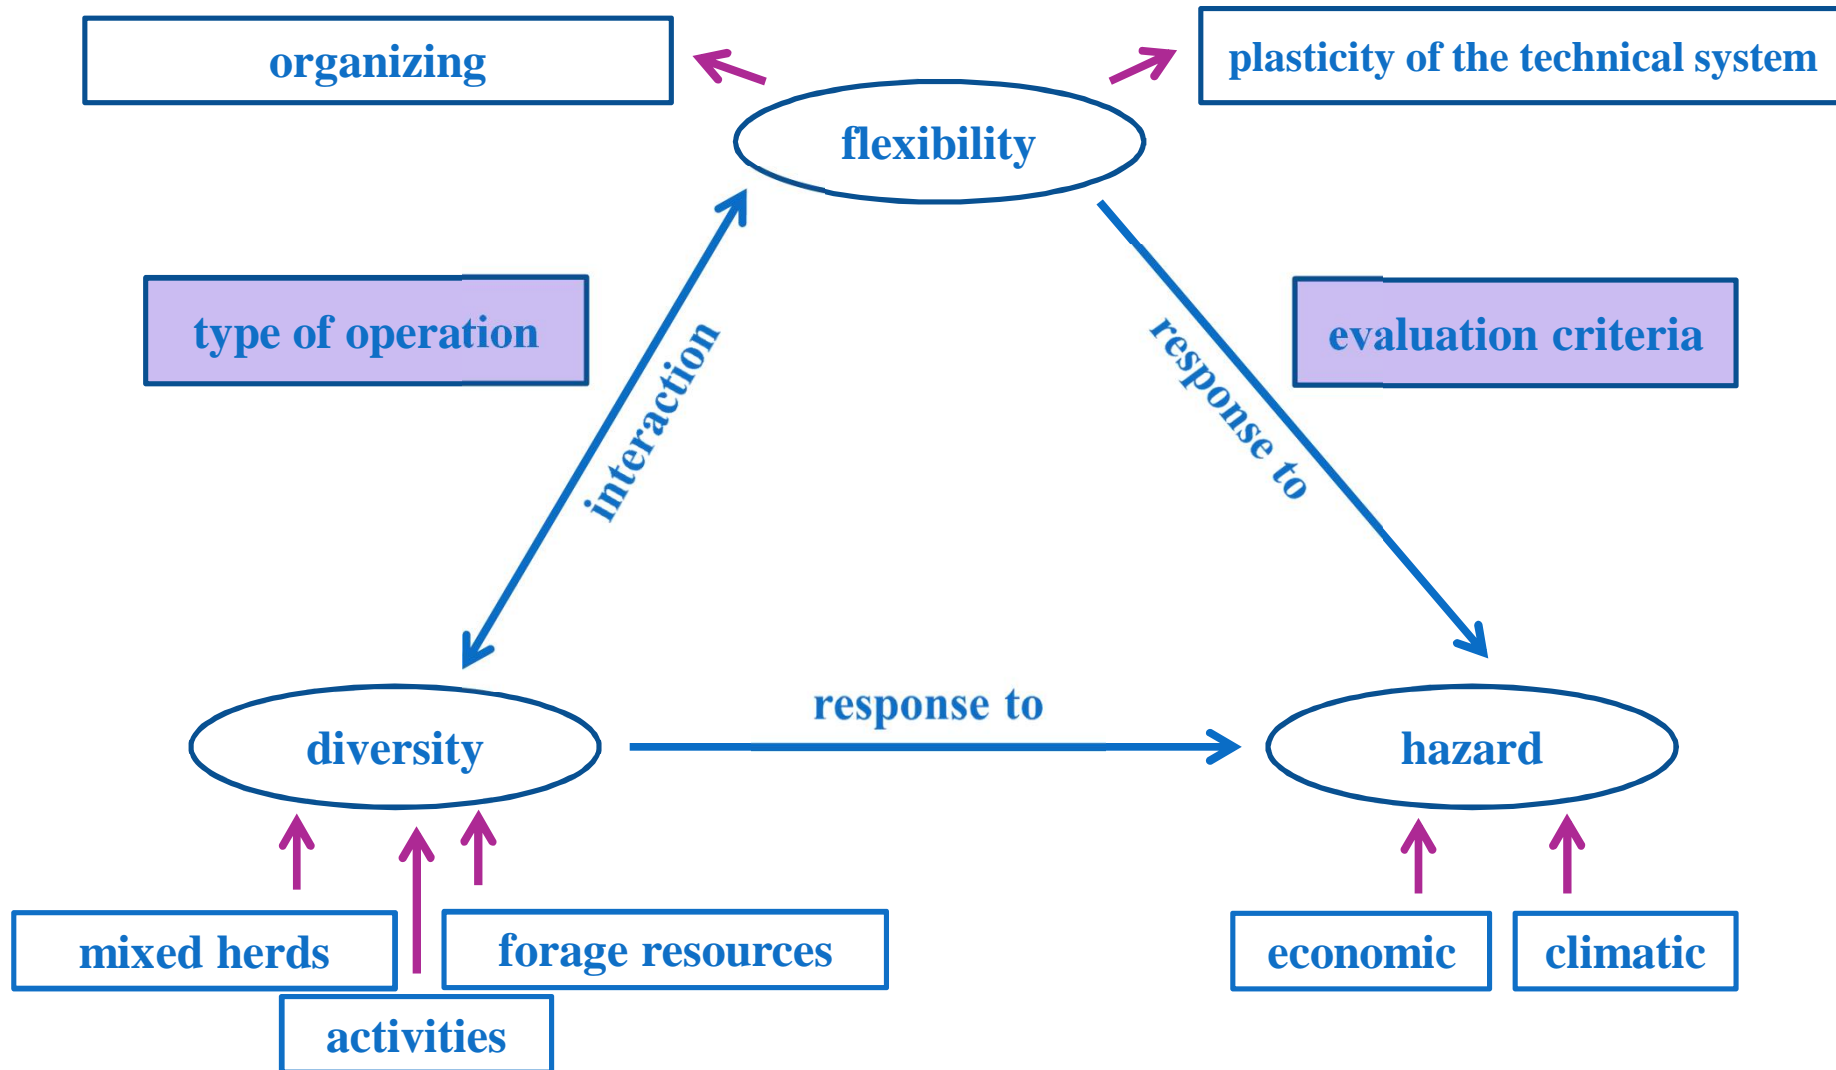 organizing
plasticity of the technical system
flexibility
type of operation
interaction
response to
evaluation criteria
response to
diversity
hazard
mixed herds
forage resources
activities
economic
climatic